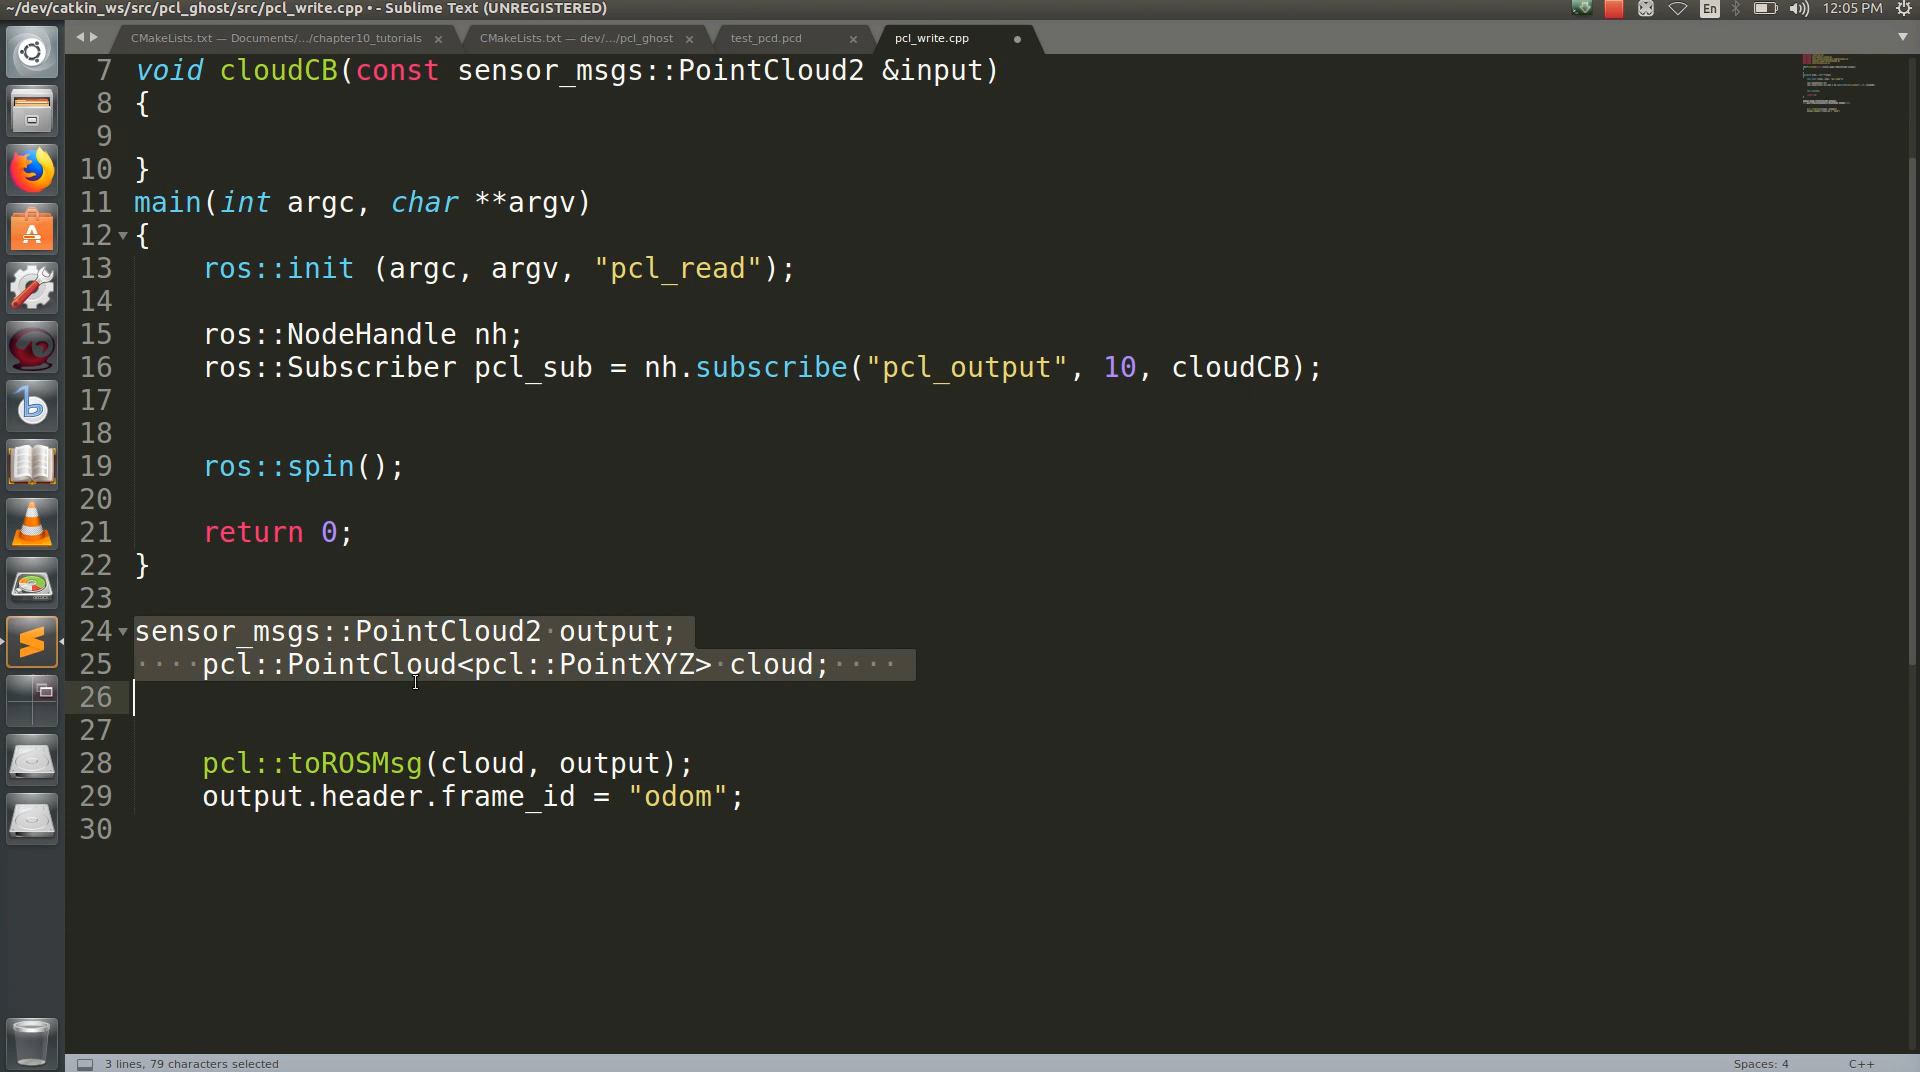 ~/dev/catkin_ws/src/pcl_ghost/src/pcl_write.cpp • - Sublime Text (UNREGISTERED)
En
12:05 PM
CMakeLists.txt — Documents/.../chapter10_tutorials
CMakeLists.txt — dev/.../pcl_ghost
test_pcd.pcd
pcl_write.cpp
7 void cloudCB(const sensor_msgs::PointCloud2 &input)
8 {
9
10 }
11 main(int argc, char **argv)
12 {
13 ros::init (argc, argv, "pcl_read");
14
15 ros::NodeHandle nh;
16 ros::Subscriber pcl_sub = nh.subscribe("pcl_output", 10, cloudCB);
17
18
19 ros::spin();
20
21 return 0;
22 }
23
24 sensor_msgs::PointCloud2 output;
25 pcl::PointCloud<pcl::PointXYZ> cloud;
26
27
28 pcl::toROSMsg(cloud, output);
29 output.header.frame_id = "odom";
30
3 lines, 79 characters selected
Spaces: 4
C++